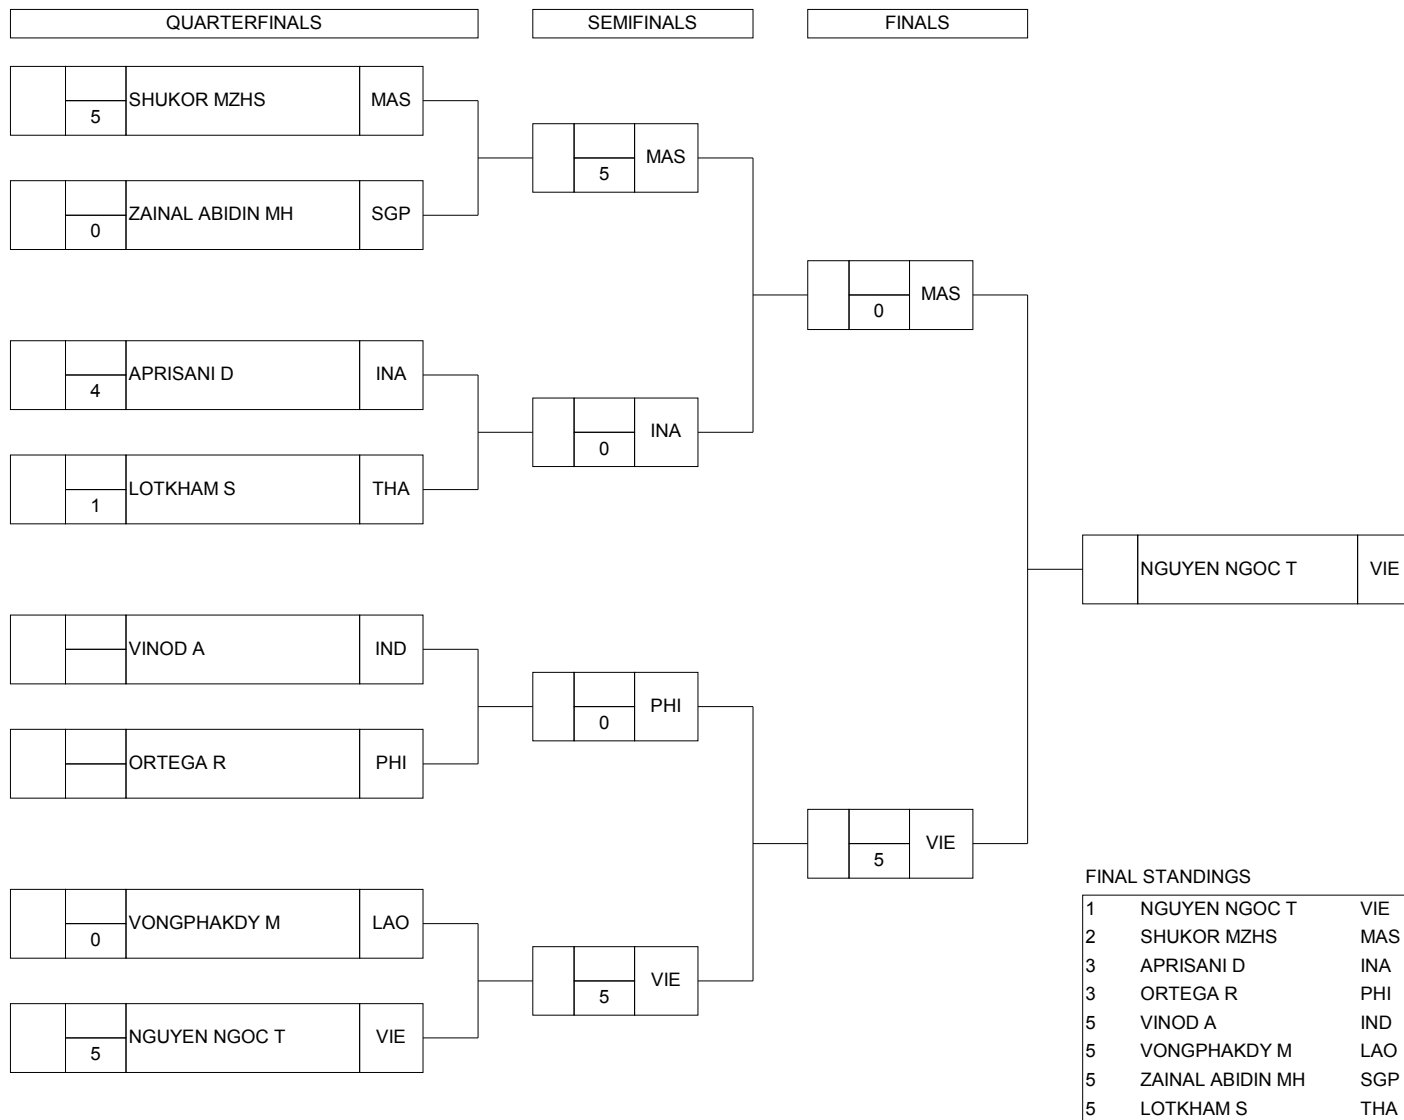 QUARTERFINALS SEMIFINALS FINALS
SHUKOR MZHS MAS
5
MAS
5
ZAINAL ABIDIN MH SGP
0
MAS
0
APRISANI D INA
4
INA
0
LOTKHAM S THA
1
NGUYEN NGOC T VIE
VINOD A IND
PHI
0
ORTEGA R PHI
VIE
5
VONGPHAKDY M LAO
0
VIE
5
NGUYEN NGOC T VIE
5
FINAL STANDINGS
1 NGUYEN NGOC T VIE
2 SHUKOR MZHS MAS
3 APRISANI D INA
3 ORTEGA R PHI
5 VINOD A IND
5 VONGPHAKDY M LAO
5 ZAINAL ABIDIN MH SGP
5 LOTKHAM S THA